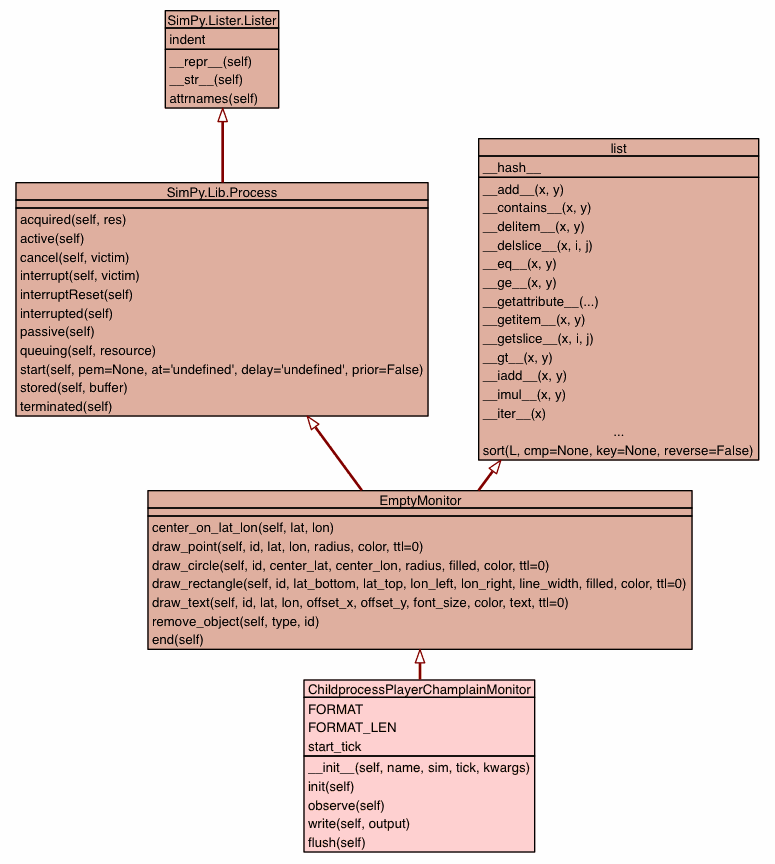 SimPy.Lister.Lister
indent
__repr__(self)
__str__(self)
attrnames(self)
SimPy.Lib.Process
acquired(self, res)
active(self)
cancel(self, victim)
interrupt(self, victim)
interruptReset(self)
interrupted(self)
passive(self)
queuing(self, resource)
start(self, pem=None, at='undefined', delay='undefined', prior=False)
stored(self, buffer)
terminated(self)
list
__hash__
__add__(x, y)
__contains__(x, y)
__delitem__(x, y)
__delslice__(x, i, j)
__eq__(x, y)
__ge__(x, y)
__getattribute__(...)
__getitem__(x, y)
__getslice__(x, i, j)
__gt__(x, y)
__iadd__(x, y)
__imul__(x, y)
__iter__(x)
...
sort(L, cmp=None, key=None, reverse=False)
EmptyMonitor
center_on_lat_lon(self, lat, lon)
draw_point(self, id, lat, lon, radius, color, ttl=0)
draw_circle(self, id, center_lat, center_lon, radius, filled, color, ttl=0)
draw_rectangle(self, id, lat_bottom, lat_top, lon_left, lon_right, line_width, filled, color, ttl=0)
draw_text(self, id, lat, lon, offset_x, offset_y, font_size, color, text, ttl=0)
remove_object(self, type, id)
end(self)
ChildprocessPlayerChamplainMonitor
FORMAT
FORMAT_LEN
start_tick
__init__(self, name, sim, tick, kwargs)
init(self)
observe(self)
write(self, output)
flush(self)